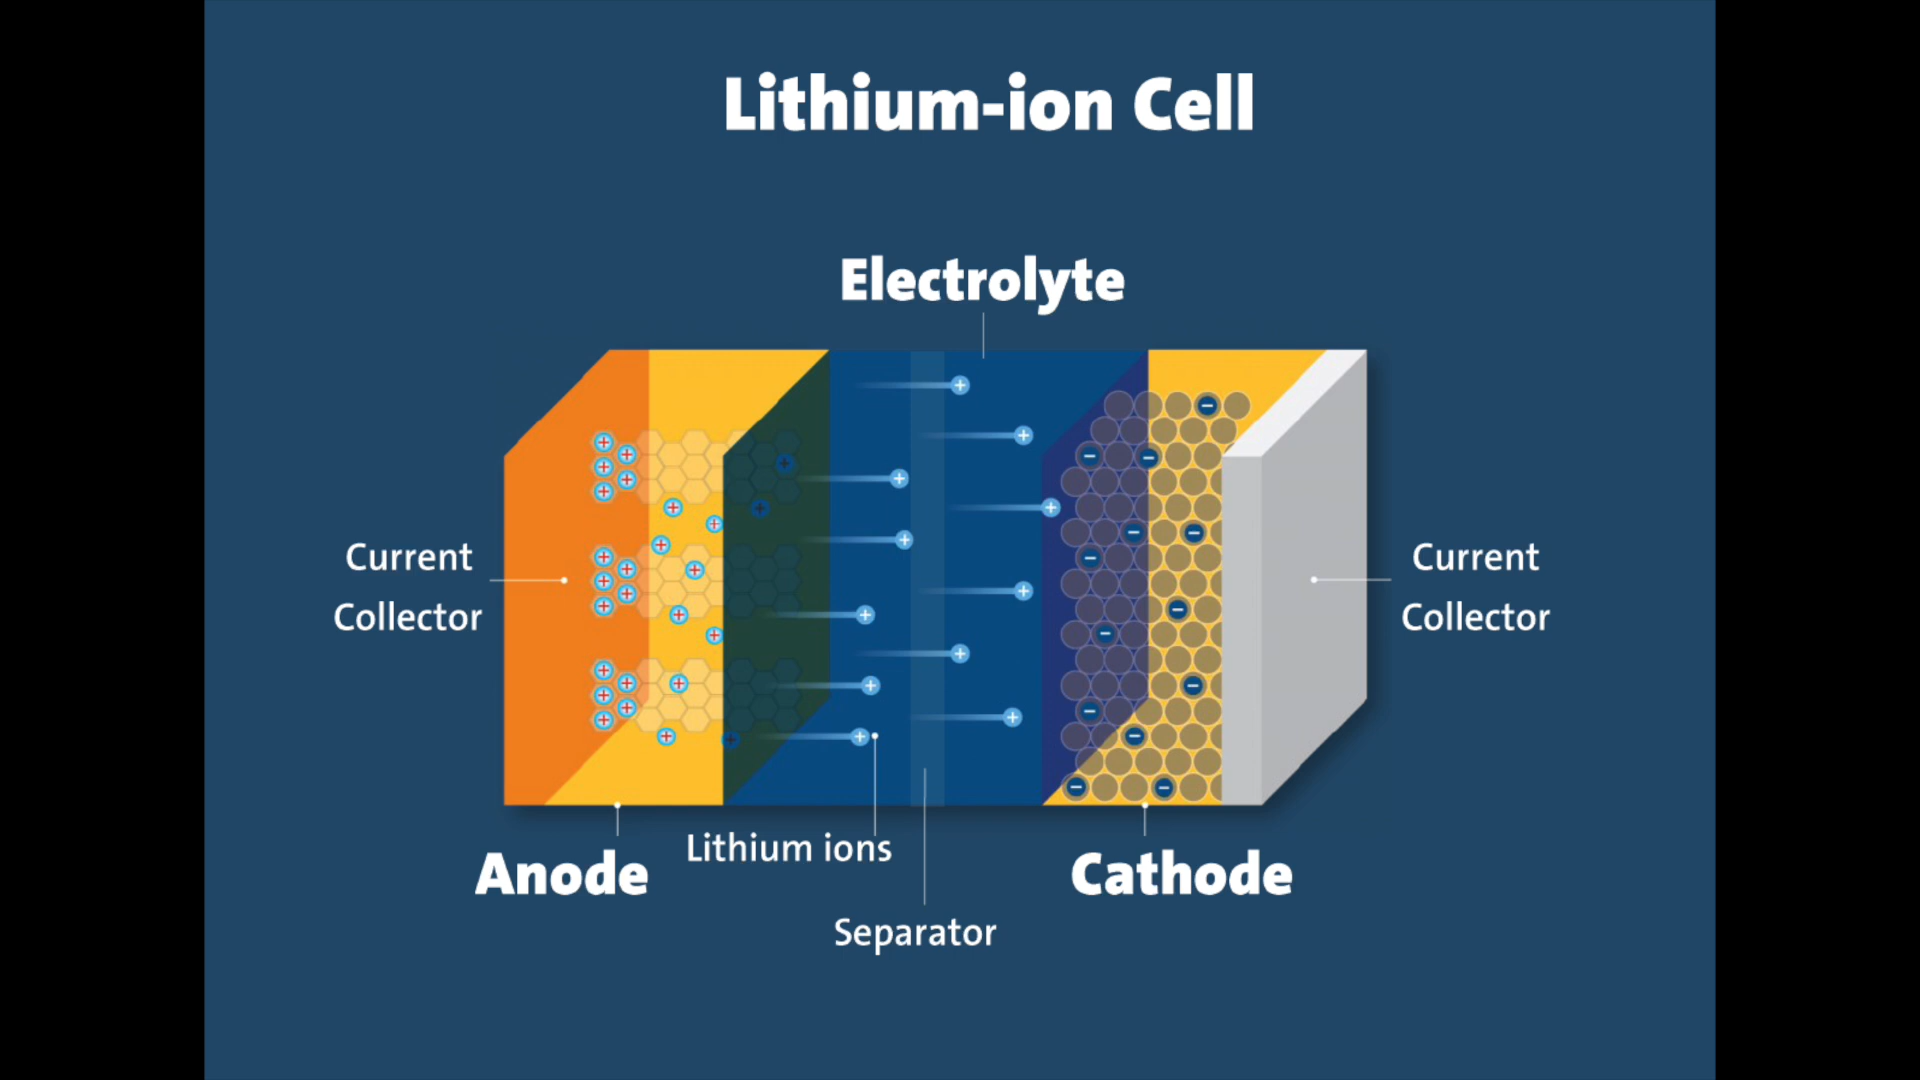 Lithium-ion Cell
Electrolyte
Current
Collector
Current
Collector
Lithium ions
Anode
Cathode
Separator